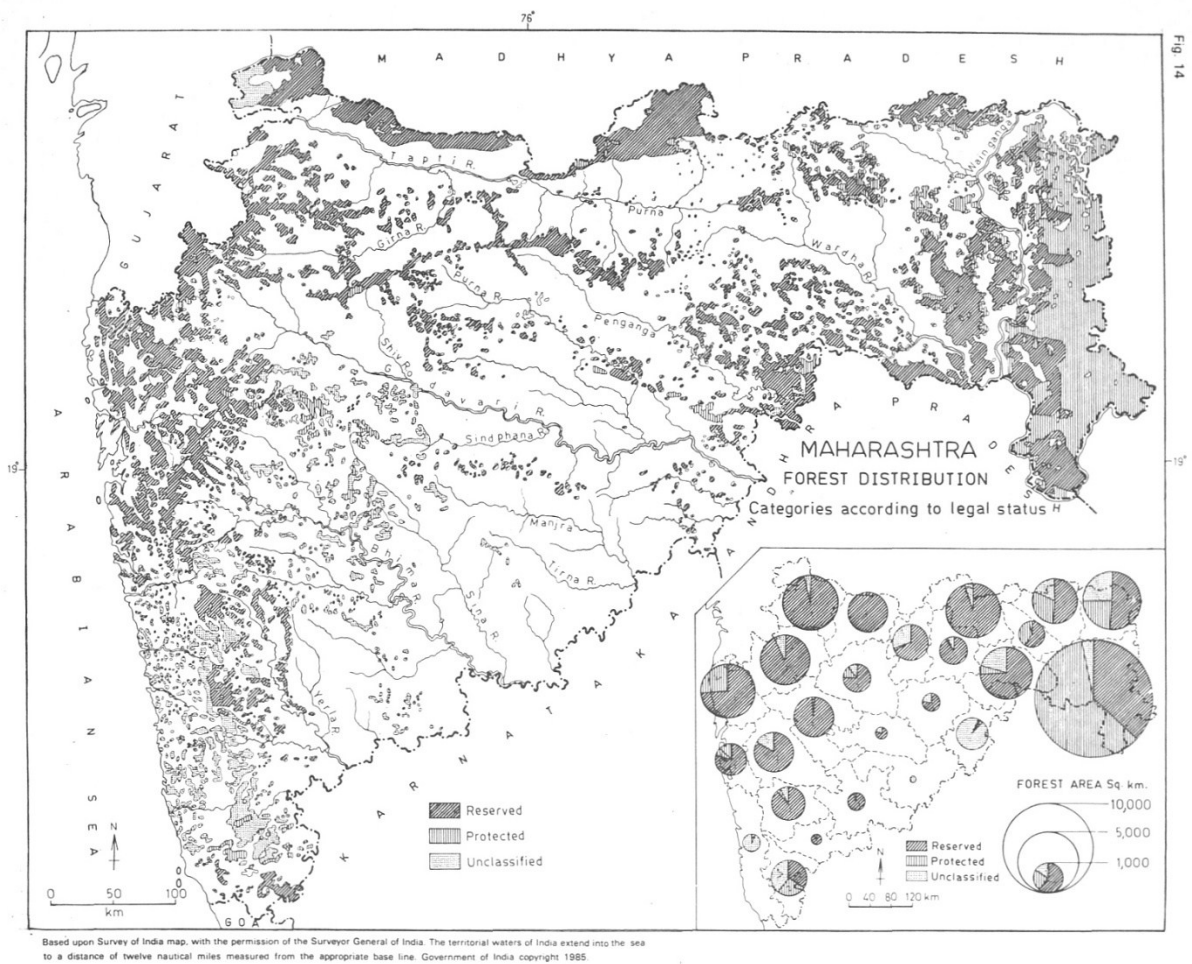 76°
Fig. 14
MADHYA PRADESH
GUJARAT
Tapti R.
Wainganga
Purna
Girna R.
Wardha R.
Purna R.
Penganga
Shiv R.
Godavari R.
Sindphana R.
ANDHRA PRADESH
19°
19°
MAHARASHTRA
FOREST DISTRIBUTION
Categories according to legal status
Manjra
Tirna R.
Bhima R.
Sina R.
Yerla R.
ARABIAN SEA
KARNATAKA
Reserved
Protected
Unclassified
N
0 50 100
km
GOA
FOREST AREA Sq. km.
10,000
5,000
1,000
Reserved
Protected
Unclassified
N
0 40 80 120 km
Based upon Survey of India map, with the permission of the Surveyor General of India. The territorial waters of India extend into the sea
to a distance of twelve nautical miles measured from the appropriate base line. Government of India copyright 1985.